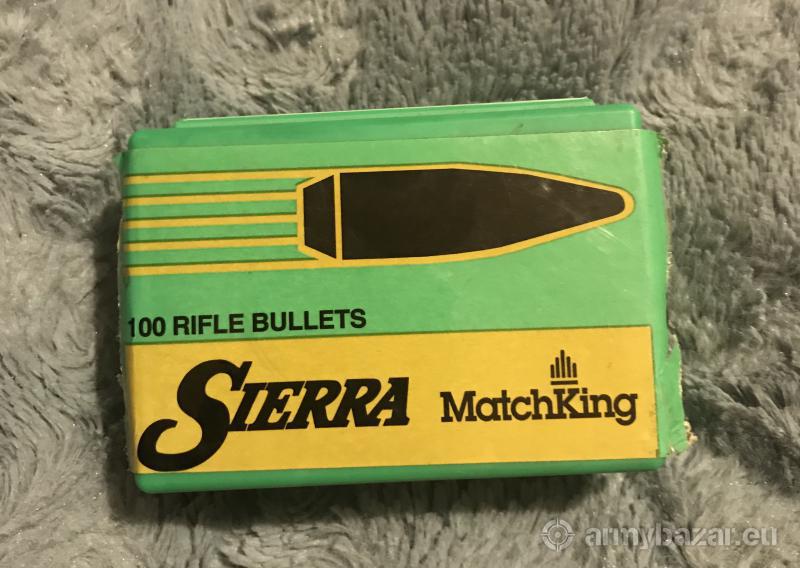 100 RIFLE BULLETS
SIERRA MatchKing
armybazar.eu